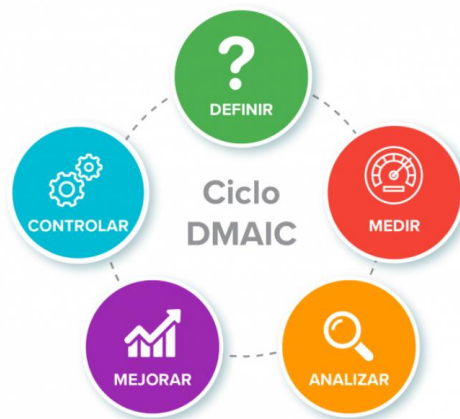 ?
DEFINIR
Ciclo
DMAIC
CONTROLAR
MEDIR
MEJORAR
ANALIZAR